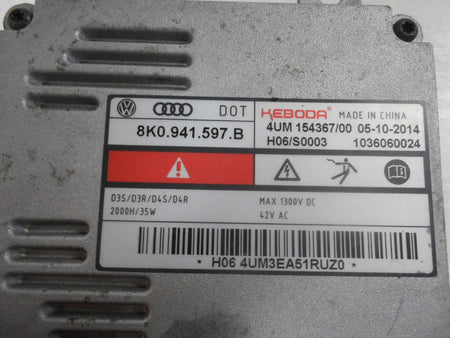 DOT
8K0.941.597.B
KEBODA MADE IN CHINA
4UM 154367/00 05-10-2014
H06/S0003 1036060024
D3S/D3R/D4S/D4R
2000H/35W
MAX 1300V DC
42V AC
* H06 4UM3EA51RUZ0 *